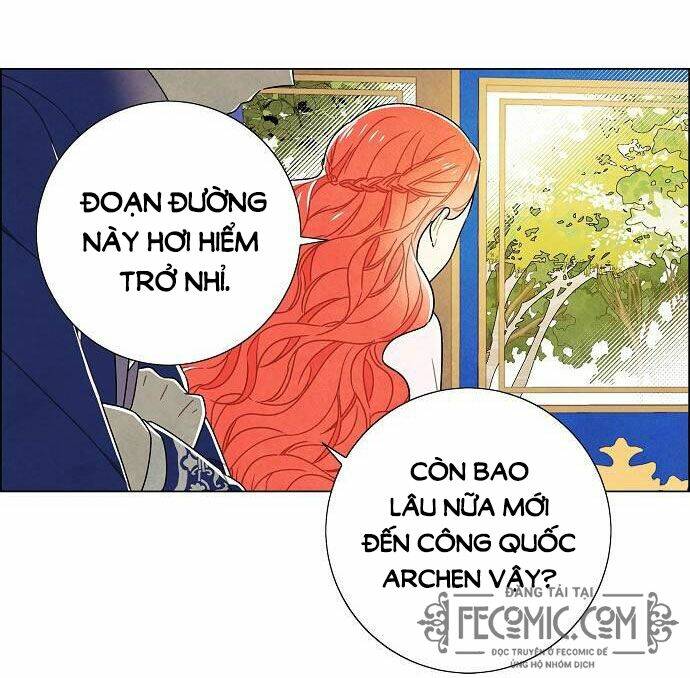 ĐOẠN ĐƯỜNG
NÀY HƠI HIỂM
TRỞ NHỈ.
CÒN BAO
LÂU NỮA MỚI
ĐẾN CÔNG QUỐC
ARCHEN VẬY?
ĐĂNG TẢI TẠI
FECOMIC.COM
ĐỌC TRUYỆN Ở FECOMIC ĐỂ
ỦNG HỘ NHÓM DỊCH